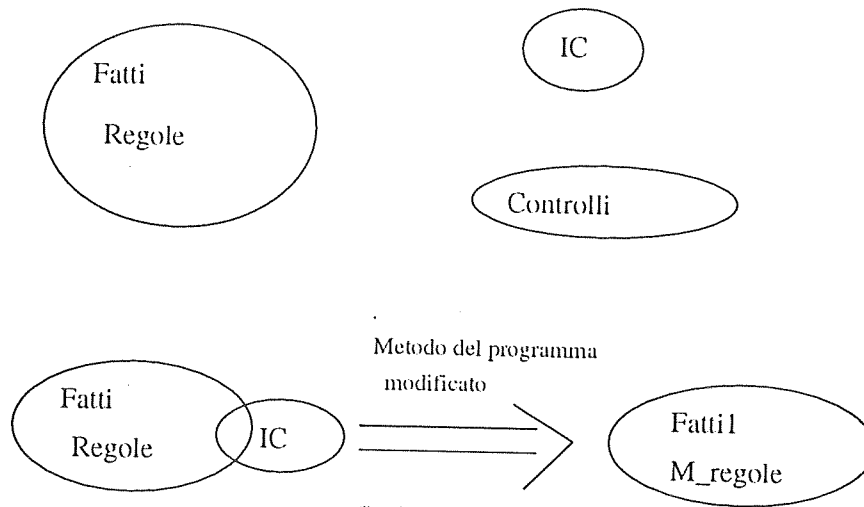 Fatti
Regole
IC
Controlli
Metodo del programma
modificato
Fatti
Regole
IC
Fatti1
M_regole